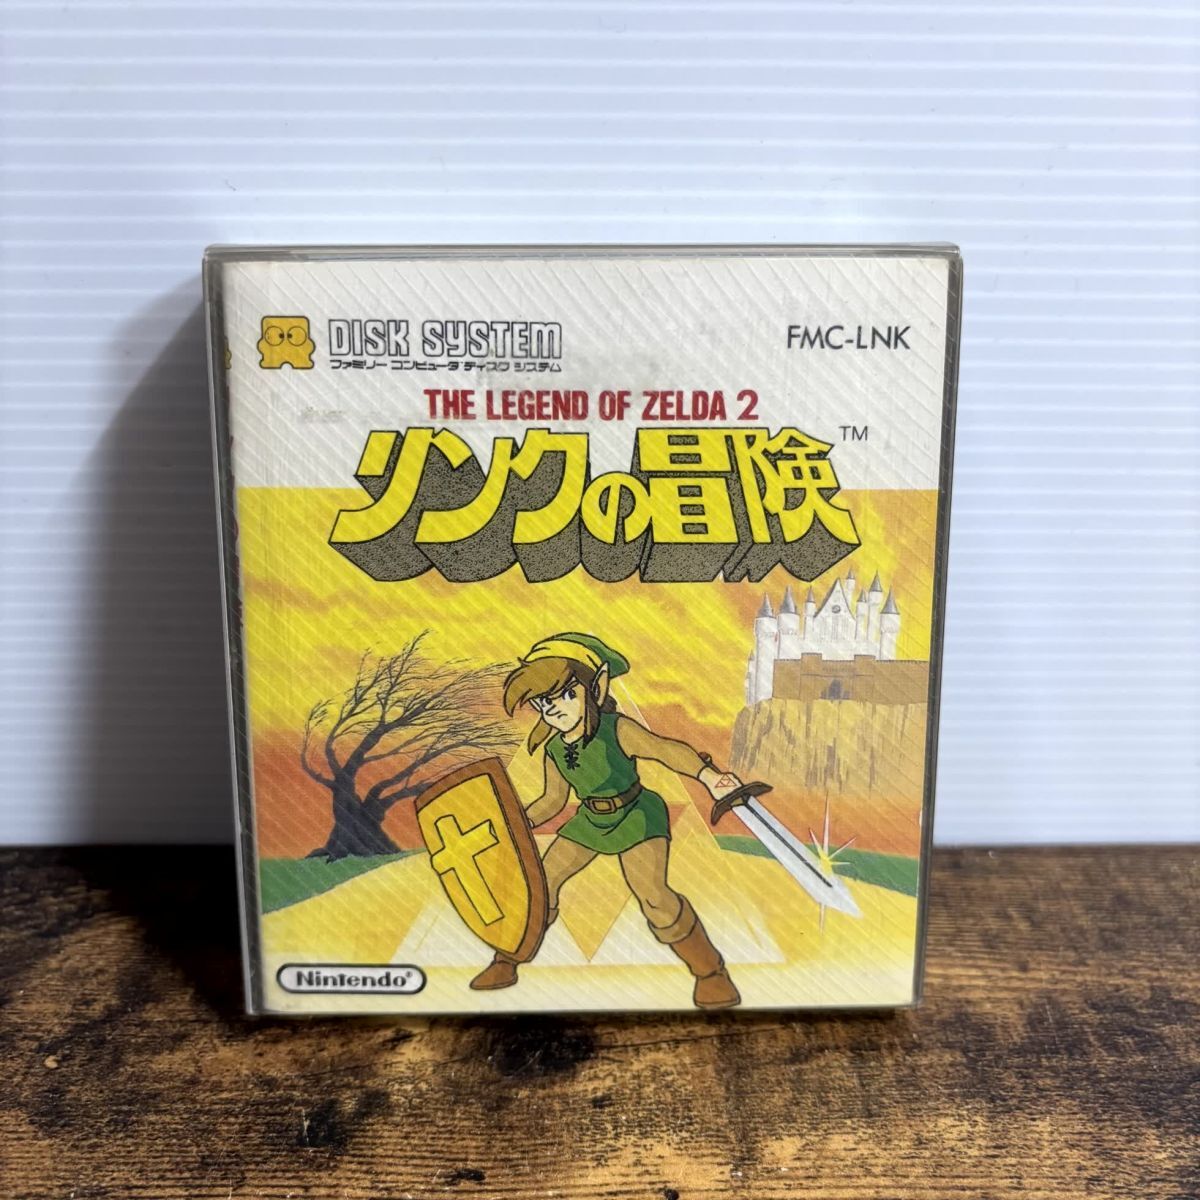 DISK SYSTEM
FMC-LNK
ファミリー コンピュータ ディスク システム
THE LEGEND OF ZELDA 2
リンクの冒険™
Nintendo®